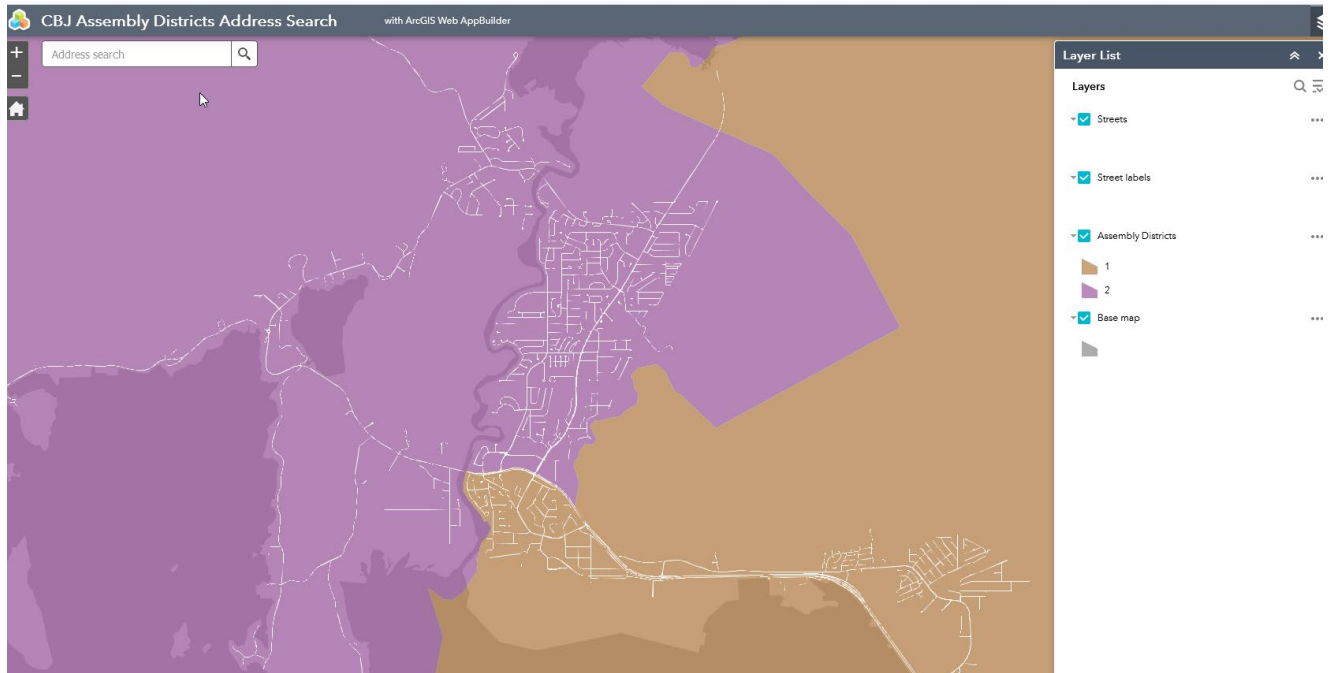 CBJ Assembly Districts Address Search with ArcGIS Web AppBuilder
+
Address search
−
Layer List
Layers
Streets
Street labels
Assembly Districts
1
2
Base map